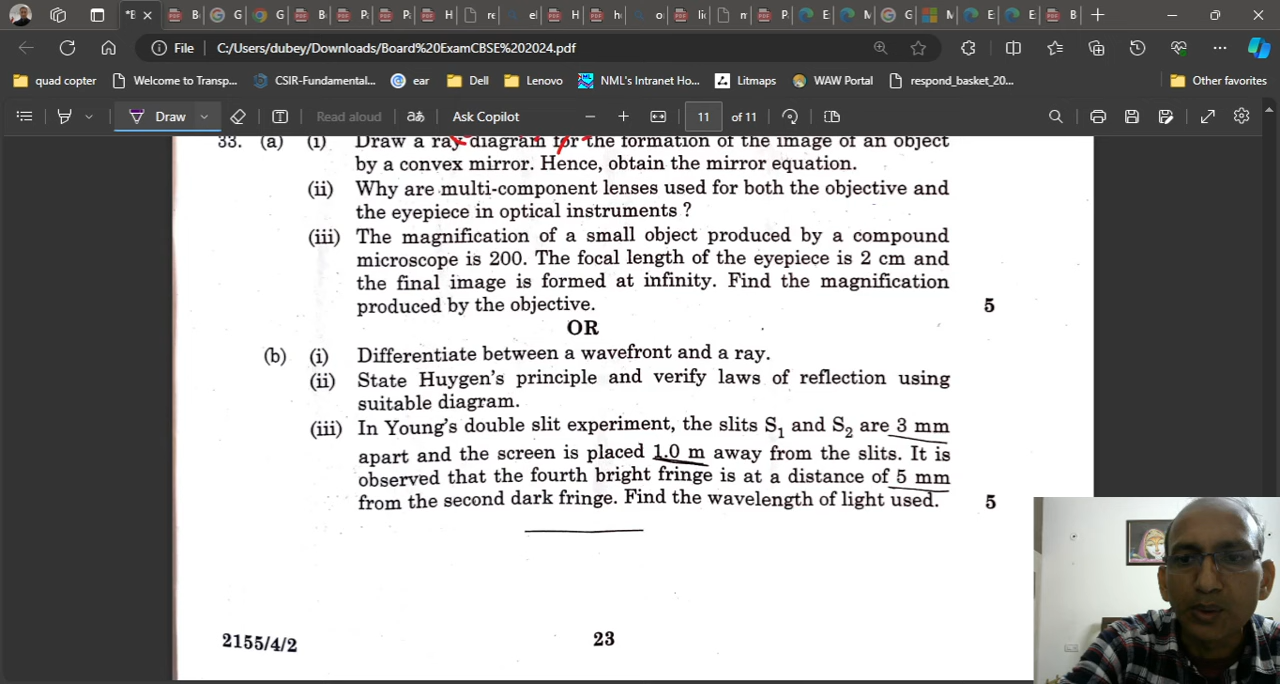 *B
B
G
G
B
P
P
H
re
e
H
h
o
li
n
P
E
M
G
M
E
E
B
File
C:/Users/dubey/Downloads/Board%20ExamCBSE%202024.pdf
quad copter
Welcome to Transp...
CSIR-Fundamental...
ear
Dell
Lenovo
NML's Intranet Ho...
Litmaps
WAW Portal
respond_basket_20...
Other favorites
Draw
Read aloud
aあ
Ask Copilot
11
of 11
33. (a) (i) Draw a ray diagram for the formation of the image of an object
by a convex mirror. Hence, obtain the mirror equation.
(ii) Why are multi-component lenses used for both the objective and
the eyepiece in optical instruments ?
(iii) The magnification of a small object produced by a compound
microscope is 200. The focal length of the eyepiece is 2 cm and
the final image is formed at infinity. Find the magnification
produced by the objective. 5
OR
(b) (i) Differentiate between a wavefront and a ray.
(ii) State Huygen's principle and verify laws of reflection using
suitable diagram.
(iii) In Young's double slit experiment, the slits S1 and S2 are 3 mm
apart and the screen is placed 1.0 m away from the slits. It is
observed that the fourth bright fringe is at a distance of 5 mm
from the second dark fringe. Find the wavelength of light used. 5
2155/4/2
23